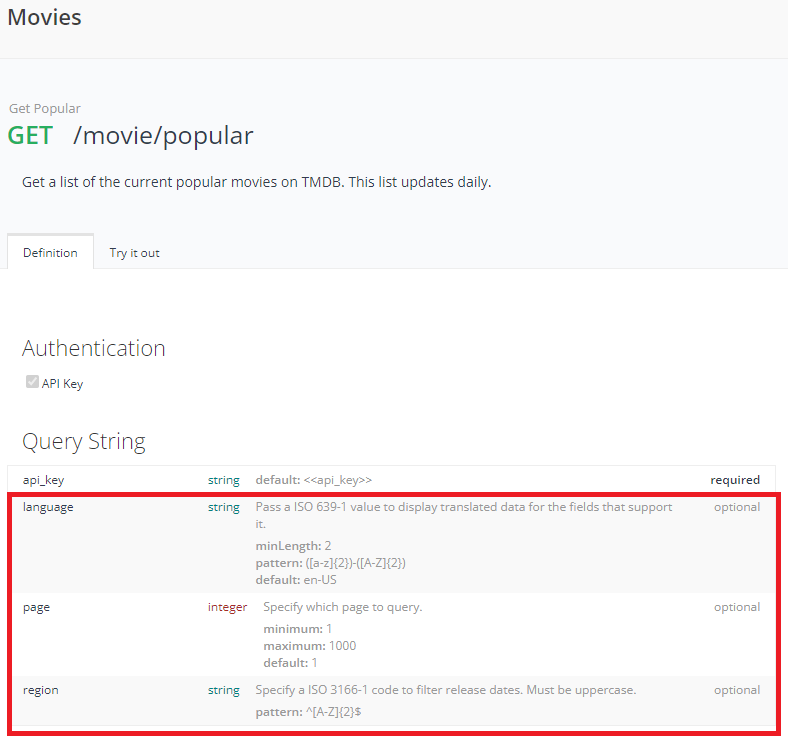 Movies
Get Popular
GET /movie/popular
Get a list of the current popular movies on TMDB. This list updates daily.
Definition Try it out
Authentication
API Key
Query String
api_key string default: <<api_key>> required
language string Pass a ISO 639-1 value to display translated data for the fields that support optional
it.
minLength: 2
pattern: ([a-z]{2})-([A-Z]{2})
default: en-US
page integer Specify which page to query. optional
minimum: 1
maximum: 1000
default: 1
region string Specify a ISO 3166-1 code to filter release dates. Must be uppercase. optional
pattern: ^[A-Z]{2}$